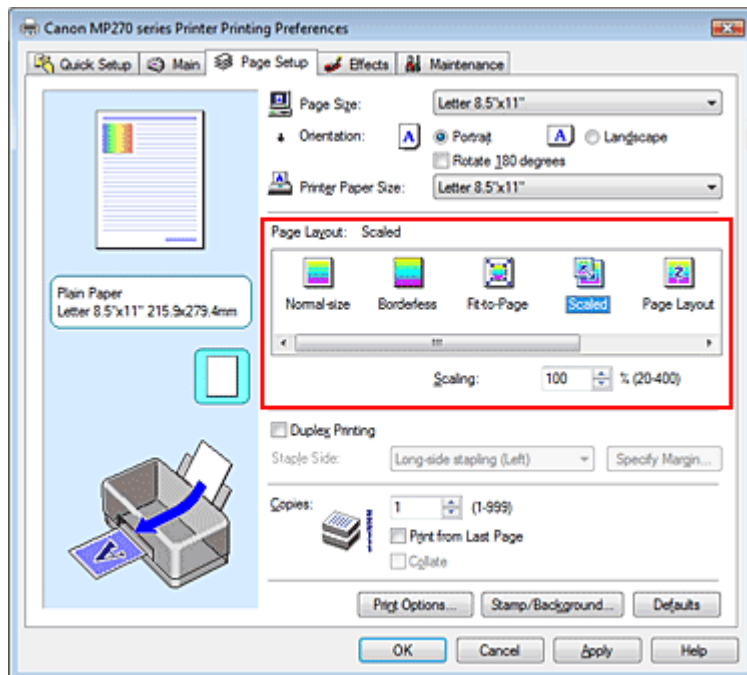 Canon MP270 series Printer Printing Preferences
Quick Setup Main Page Setup Effects Maintenance
Page Size: Letter 8.5"x11"
Orientation: A Portrait A Landscape
Rotate 180 degrees
Printer Paper Size: Letter 8.5"x11"
Plain Paper
Letter 8.5"x11" 215.9x279.4mm
Page Layout: Scaled
Normal-size Borderless Fit-to-Page Scaled Page Layout
Scaling: 100 % (20-400)
Duplex Printing
Staple Side: Long-side stapling (Left) Specify Margin...
Copies: 1 (1-999)
Print from Last Page
Collate
Print Options... Stamp/Background... Defaults
OK Cancel Apply Help